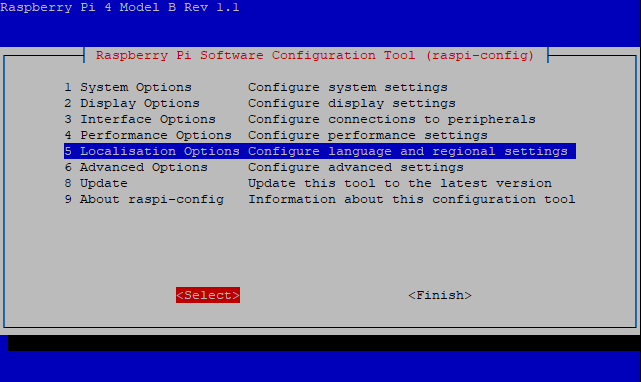 Raspberry Pi 4 Model B Rev 1.1
Raspberry Pi Software Configuration Tool (raspi-config)
1 System Options Configure system settings
2 Display Options Configure display settings
3 Interface Options Configure connections to peripherals
4 Performance Options Configure performance settings
5 Localisation Options Configure language and regional settings
6 Advanced Options Configure advanced settings
8 Update Update this tool to the latest version
9 About raspi-config Information about this configuration tool
<Select> <Finish>